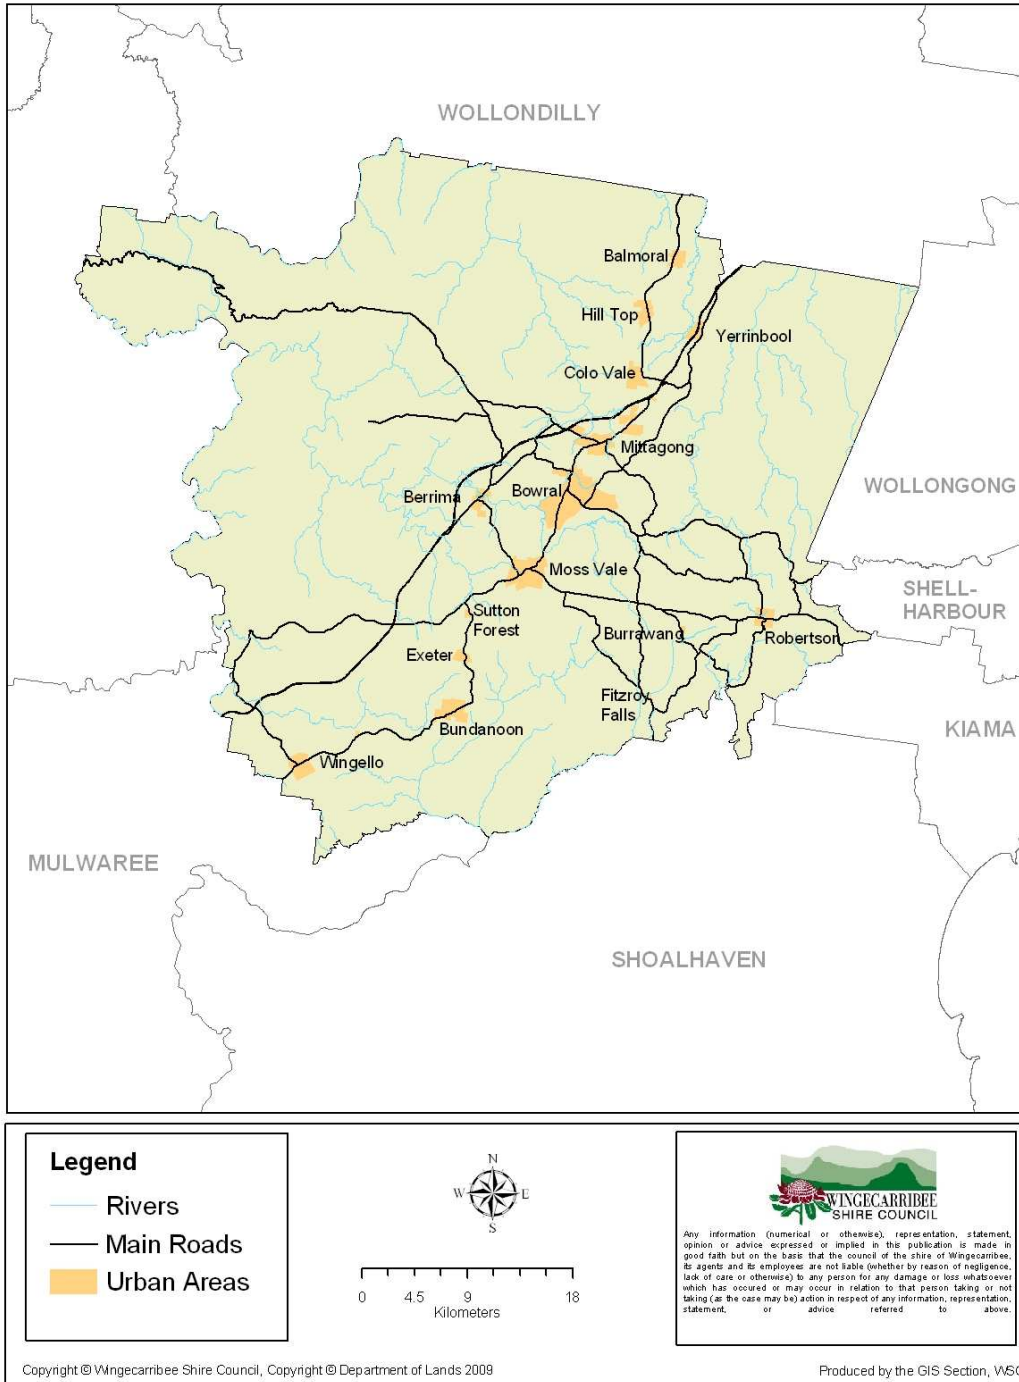 WOLLONDILLY
Balmoral
Hill Top
Yerrinbool
Colo Vale
Mittagong
Berrima
Bowral
WOLLONGONG
Moss Vale
SHELL-
HARBOUR
Sutton
Forest
Burrawang
Robertson
Exeter
Fitzroy
Falls
Bundanoon
KIAMA
Wingello
MULWAREE
SHOALHAVEN
Legend
Rivers
Main Roads
Urban Areas
N
W
E
S
0 4.5 9 18
Kilometers
WINGECARRIBEE
SHIRE COUNCIL
Any information (numerical or otherwise), representation, statement,
opinion or advice expressed or implied in this publication is made in
good faith but on the basis that the council of the shire of Wingecarribee,
its agents and its employees are not liable (whether by reason of negligence,
lack of care or otherwise) to any person for any damage or loss whatsoever
which has occured or may occur in relation to that person taking or not
taking (as the case may be) action in respect of any information, representation,
statement, or advice referred to above.
Copyright © Wingecarribee Shire Council, Copyright © Department of Lands 2009
Produced by the GIS Section, WSC